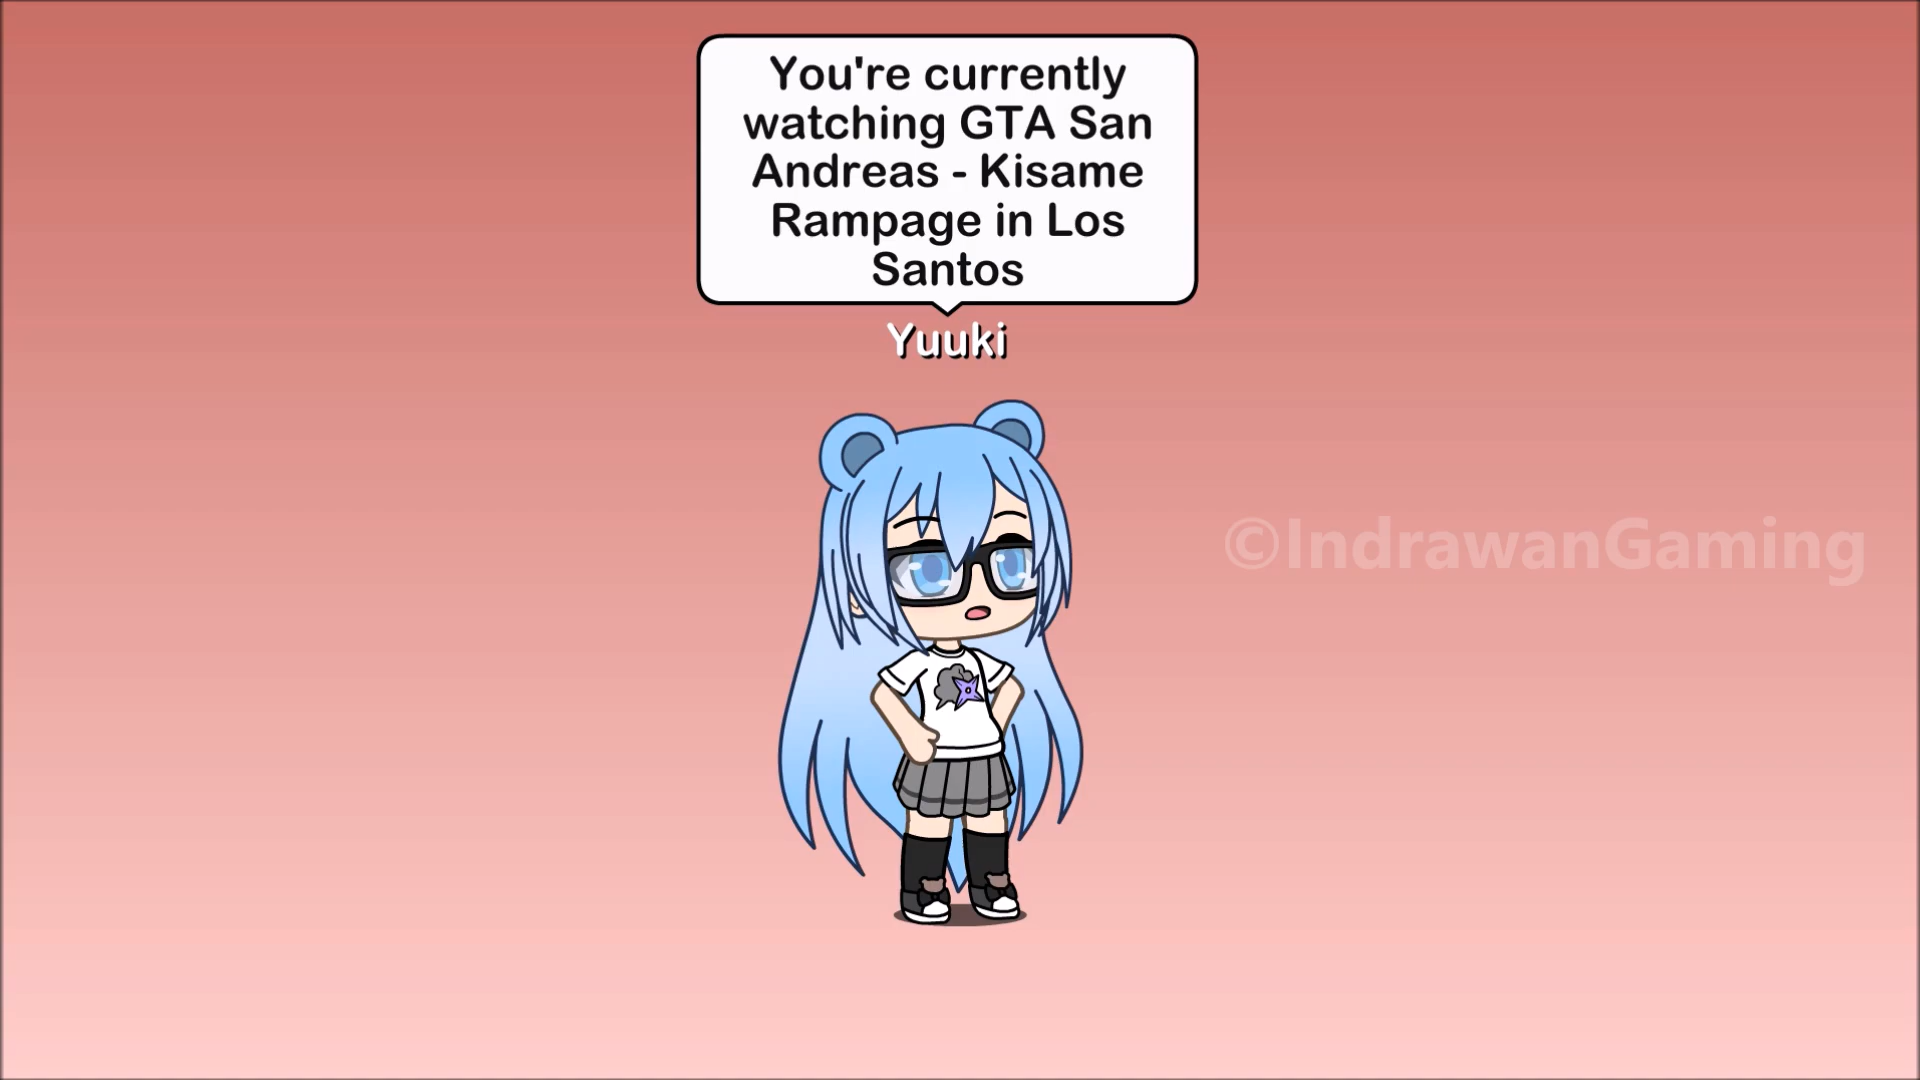 You're currently
watching GTA San
Andreas - Kisame
Rampage in Los
Santos
Yuuki
©IndrawanGaming